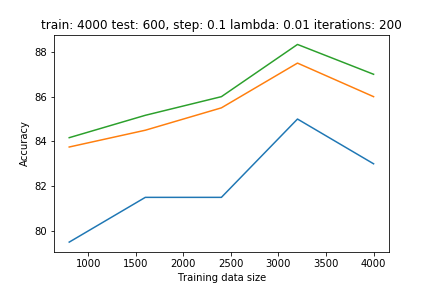 train: 4000 test: 600, step: 0.1 lambda: 0.01 iterations: 200
88
86
84
82
80
Accuracy
1000 1500 2000 2500 3000 3500 4000
Training data size